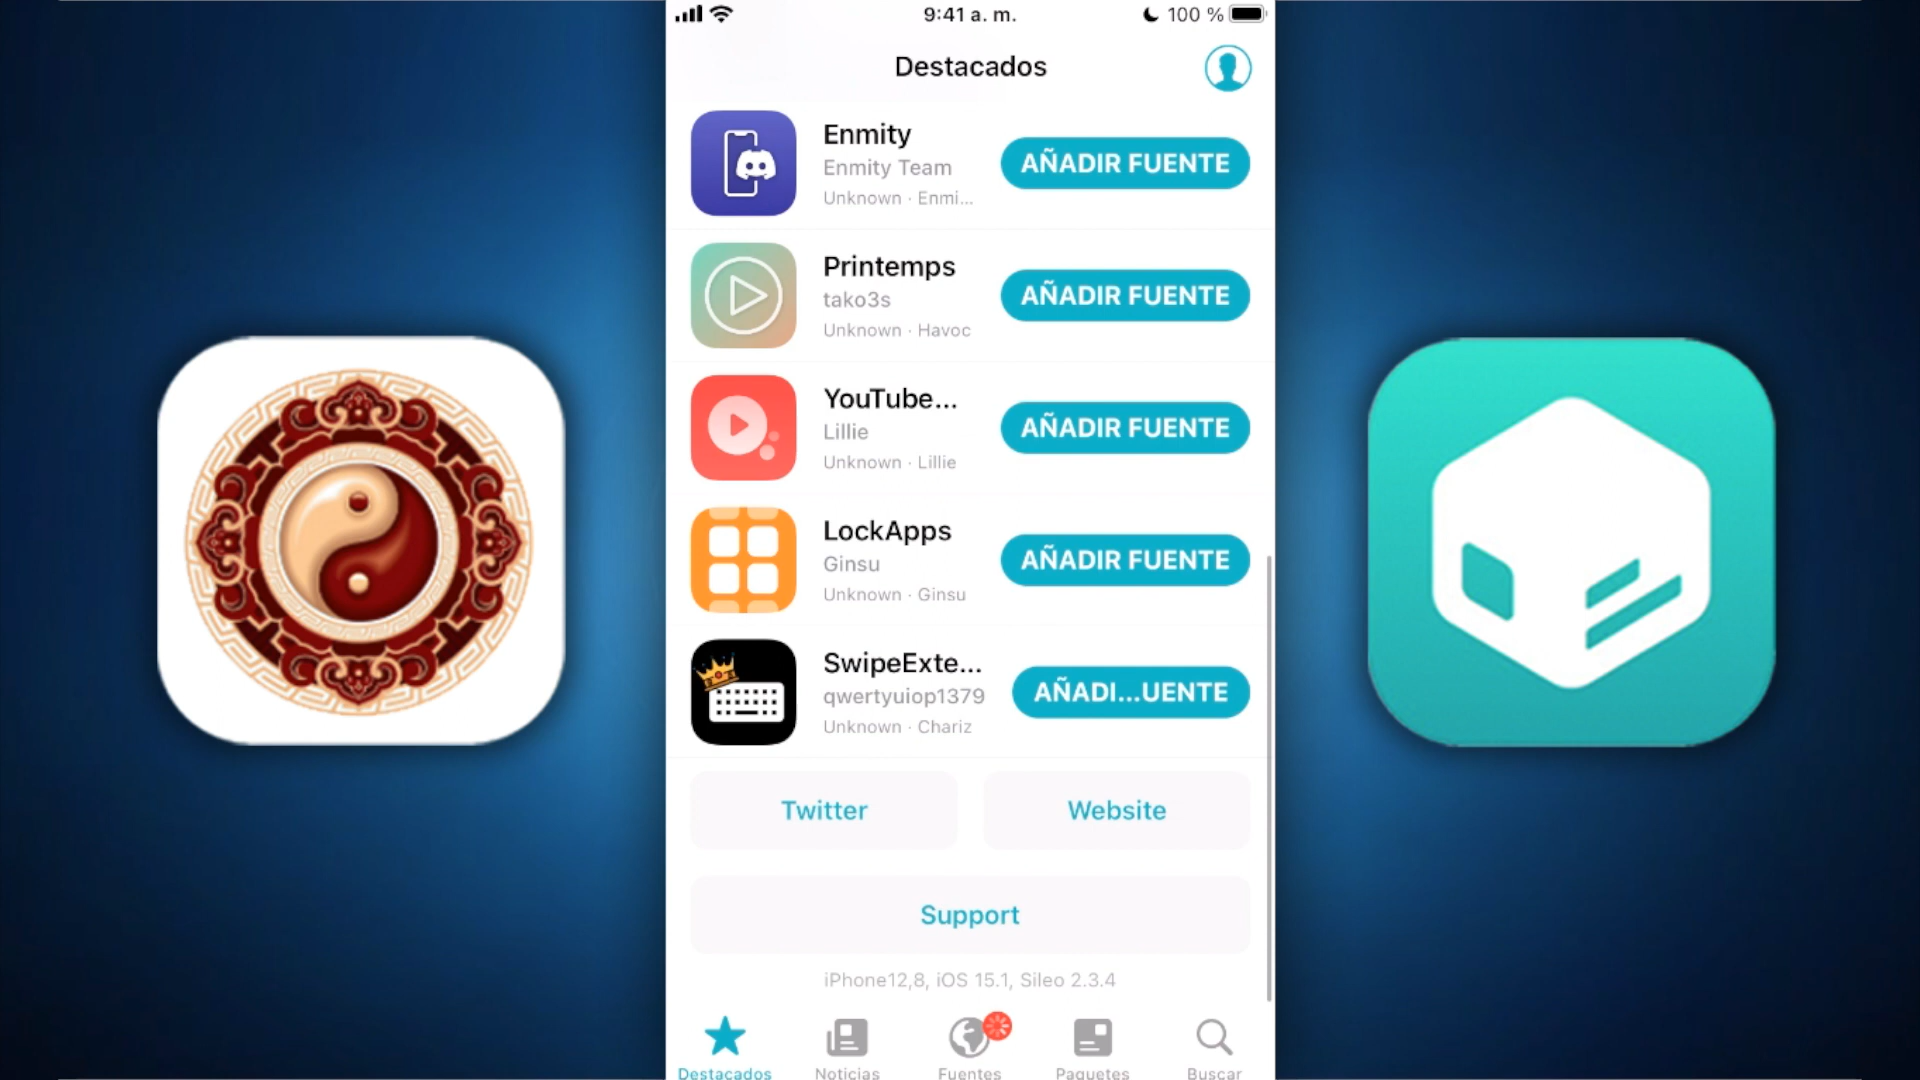 9:41 a. m.
100 %
Destacados
Enmity
Enmity Team
Unknown · Enmi...
AÑADIR FUENTE
Printemps
tako3s
Unknown · Havoc
AÑADIR FUENTE
YouTube...
Lillie
Unknown · Lillie
AÑADIR FUENTE
LockApps
Ginsu
Unknown · Ginsu
AÑADIR FUENTE
SwipeExte...
qwertyuiop1379
Unknown · Chariz
AÑADI...UENTE
Twitter
Website
Support
iPhone12,8, iOS 15.1, Sileo 2.3.4
Destacados
Noticias
Fuentes
Paquetes
Buscar